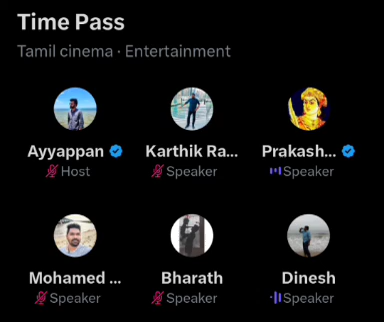 Time Pass
Tamil cinema · Entertainment
Ayyappan Karthik Ra... Prakash...
Host Speaker Speaker
Mohamed ... Bharath Dinesh
Speaker Speaker Speaker